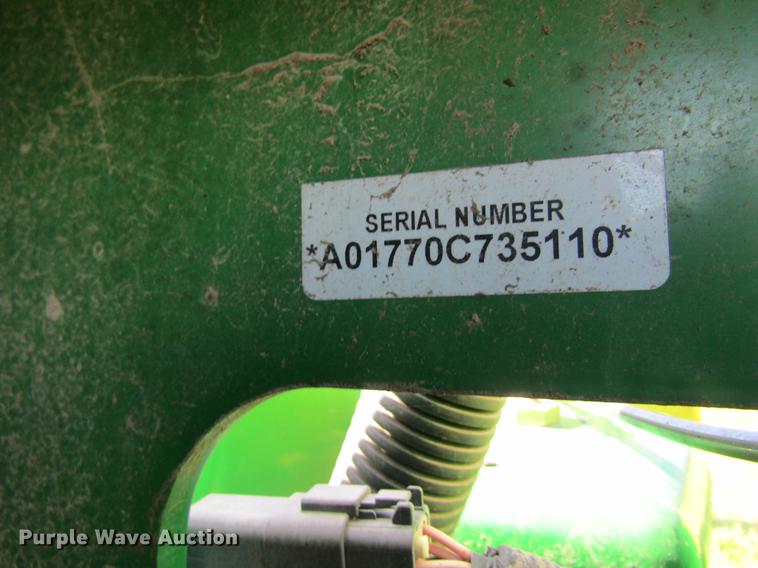 SERIAL NUMBER
*A01770C735110*
Purple Wave Auction®